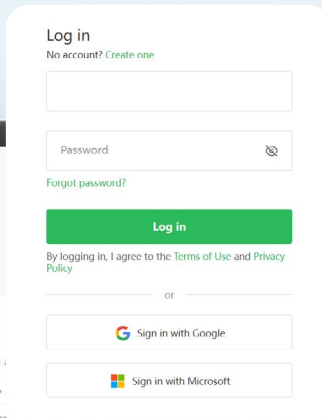 Log in
No account? Create one
Password
Forgot password?
Log in
By logging in, I agree to the Terms of Use and Privacy
Policy
or
Sign in with Google
Sign in with Microsoft